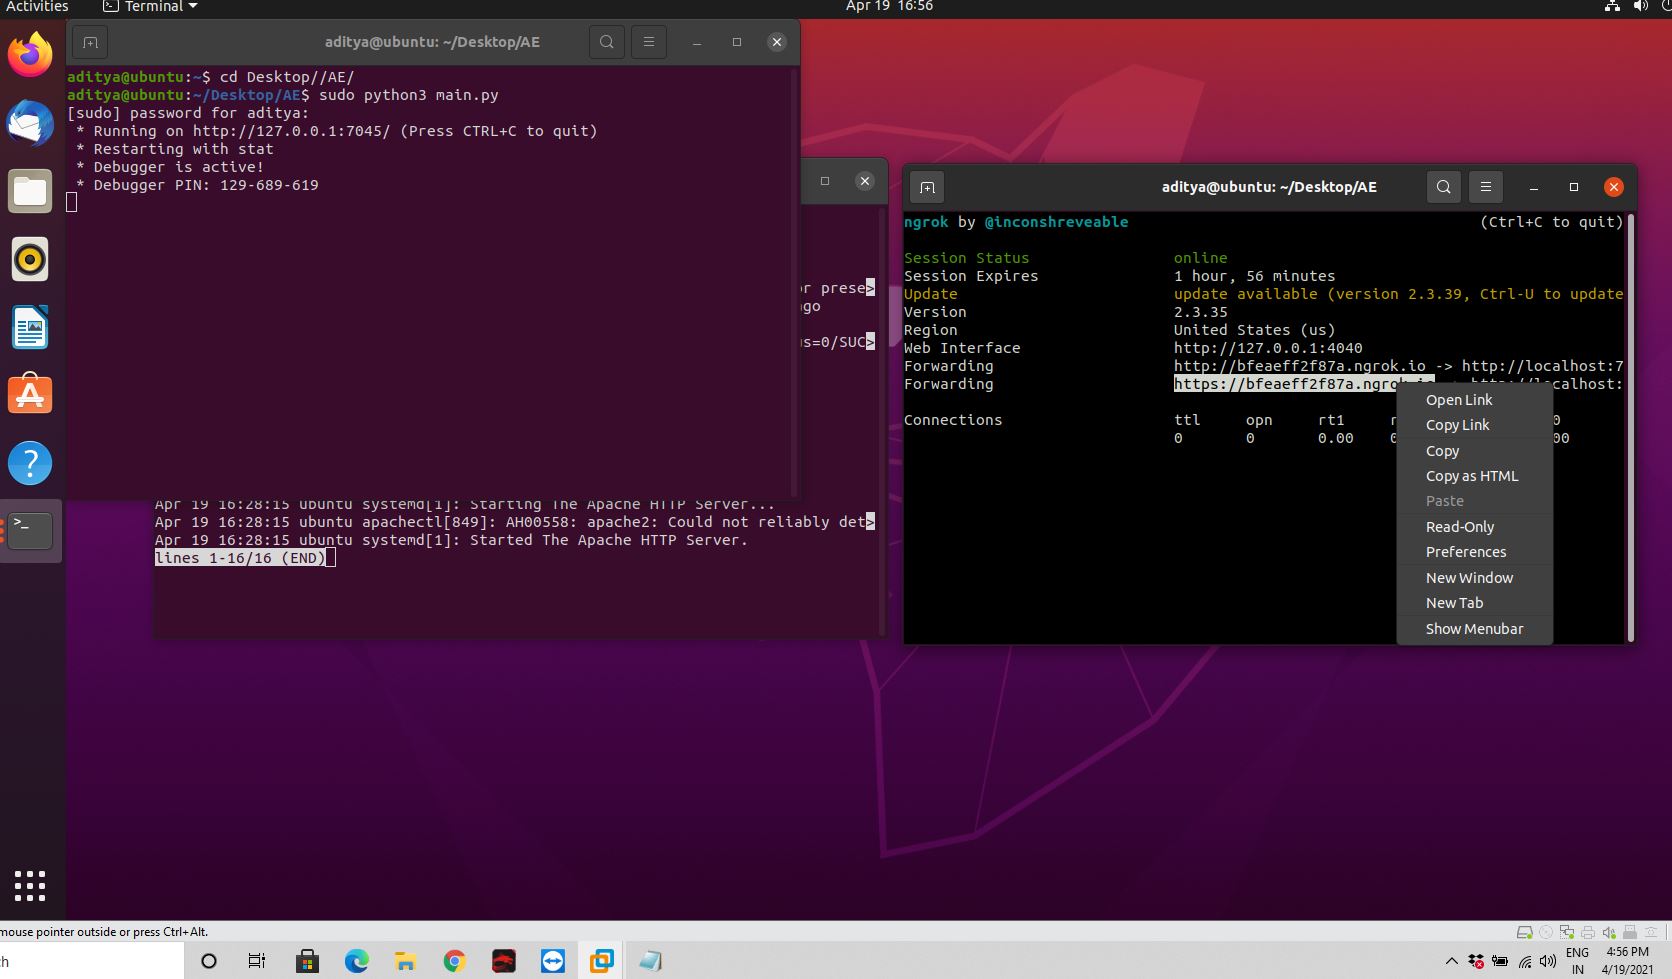 Activities
Terminal
Apr 19 16:56
aditya@ubuntu: ~/Desktop/AE
aditya@ubuntu:~$ cd Desktop//AE/
aditya@ubuntu:~/Desktop/AE$ sudo python3 main.py
[sudo] password for aditya:
* Running on http://127.0.0.1:7045/ (Press CTRL+C to quit)
* Restarting with stat
* Debugger is active!
* Debugger PIN: 129-689-619
or prese>
go
s=0/SUC>
Apr 19 16:28:15 ubuntu systemd[1]: Starting The Apache HTTP Server...
Apr 19 16:28:15 ubuntu apachectl[849]: AH00558: apache2: Could not reliably det>
Apr 19 16:28:15 ubuntu systemd[1]: Started The Apache HTTP Server.
lines 1-16/16 (END)
aditya@ubuntu: ~/Desktop/AE
ngrok by @inconshreveable (Ctrl+C to quit)
Session Status online
Session Expires 1 hour, 56 minutes
Update update available (version 2.3.39, Ctrl-U to update
Version 2.3.35
Region United States (us)
Web Interface http://127.0.0.1:4040
Forwarding http://bfeaeff2f87a.ngrok.io -> http://localhost:7
Forwarding https://bfeaeff2f87a.ngrok.io calhost:
Connections ttl opn rt1 0
0 0 0.00 00
Open Link
Copy Link
Copy
Copy as HTML
Paste
Read-Only
Preferences
New Window
New Tab
Show Menubar
mouse pointer outside or press Ctrl+Alt.
ch
ENG
IN
4:56 PM
4/19/2021